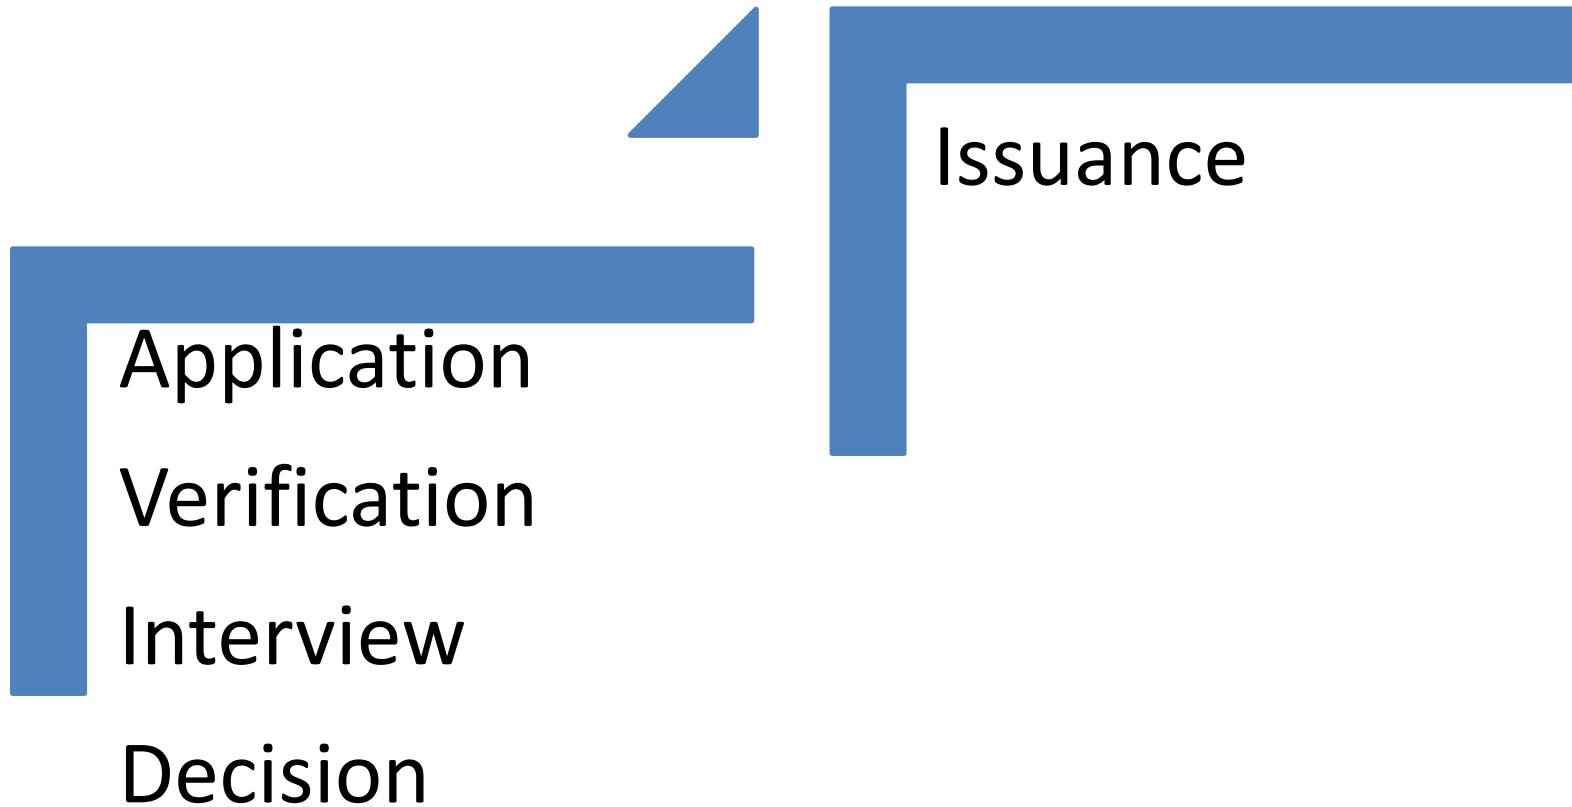 Issuance
Application
Verification
Interview
Decision